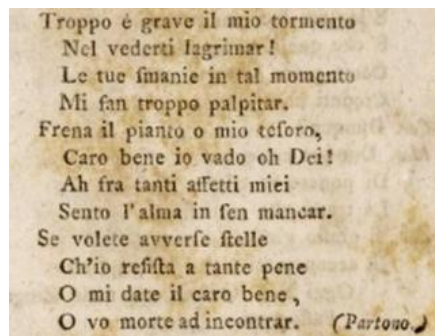 Troppo è grave il mio tormento
Nel vederti lagrimar!
Le tue ſmanie in tal momento
Mi fan troppo palpitar.
Frena il pianto o mio teſoro,
Caro bene io vado oh Dei!
Ah fra tanti affetti miei
Sento l'alma in ſen mancar.
Se volete avverſe ſtelle
Ch'io reſiſta a tante pene
O mi date il caro bene,
O vo morte ad incontrar. (Partono.)